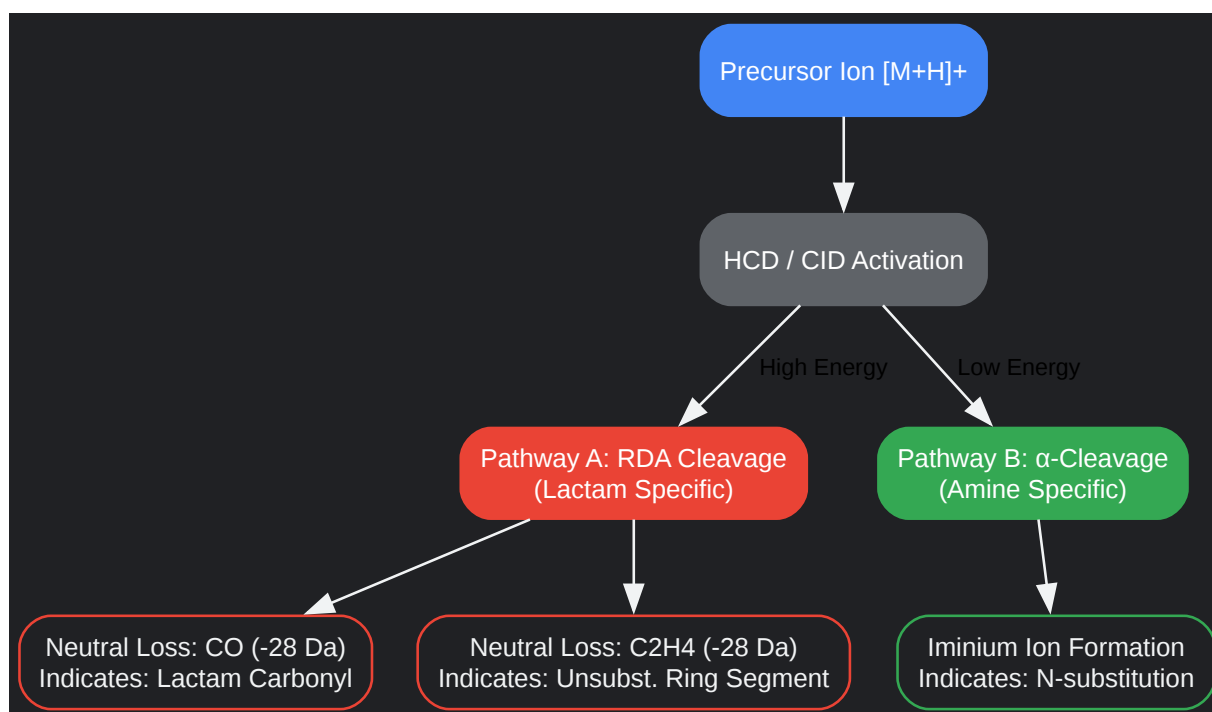 Precursor Ion [M+H]+
HCD / CID Activation
High Energy
Low Energy
Pathway A: RDA Cleavage
(Lactam Specific)
Pathway B: α-Cleavage
(Amine Specific)
Neutral Loss: CO (-28 Da)
Indicates: Lactam Carbonyl
Neutral Loss: C2H4 (-28 Da)
Indicates: Unsubst. Ring Segment
Iminium Ion Formation
Indicates: N-substitution